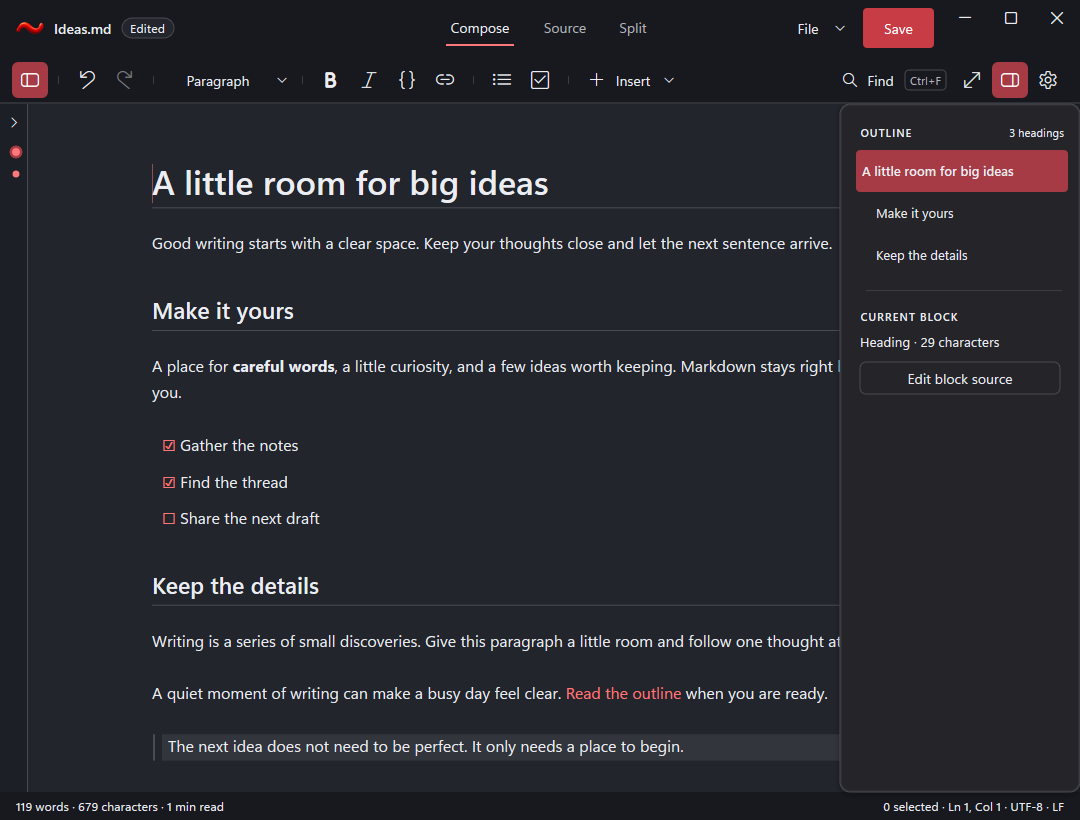 Ideas.md Edited
Compose Source Split
File Save
Paragraph B I {} Insert
Find Ctrl+F
A little room for big ideas
Good writing starts with a clear space. Keep your thoughts close and let the next sentence arrive.
Make it yours
A place for careful words, a little curiosity, and a few ideas worth keeping. Markdown stays right
you.
Gather the notes
Find the thread
Share the next draft
Keep the details
Writing is a series of small discoveries. Give this paragraph a little room and follow one thought at
A quiet moment of writing can make a busy day feel clear. Read the outline when you are ready.
The next idea does not need to be perfect. It only needs a place to begin.
OUTLINE 3 headings
A little room for big ideas
Make it yours
Keep the details
CURRENT BLOCK
Heading · 29 characters
Edit block source
119 words · 679 characters · 1 min read
0 selected · Ln 1, Col 1 · UTF-8 · LF